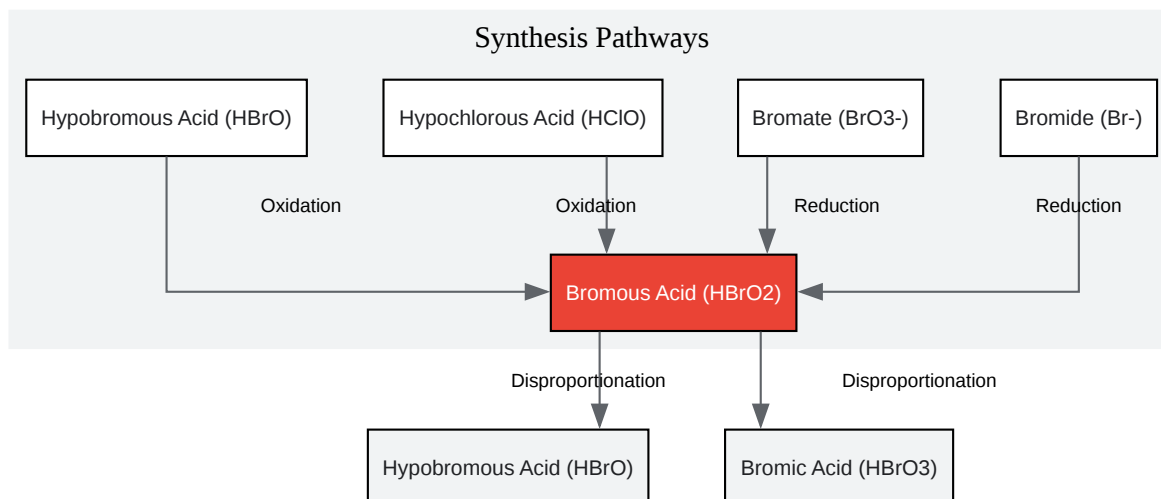 Synthesis Pathways
Hypobromous Acid (HBrO)
Hypochlorous Acid (HClO)
Bromate (BrO3-)
Bromide (Br-)
Oxidation
Oxidation
Reduction
Reduction
Bromous Acid (HBrO2)
Disproportionation
Disproportionation
Hypobromous Acid (HBrO)
Bromic Acid (HBrO3)